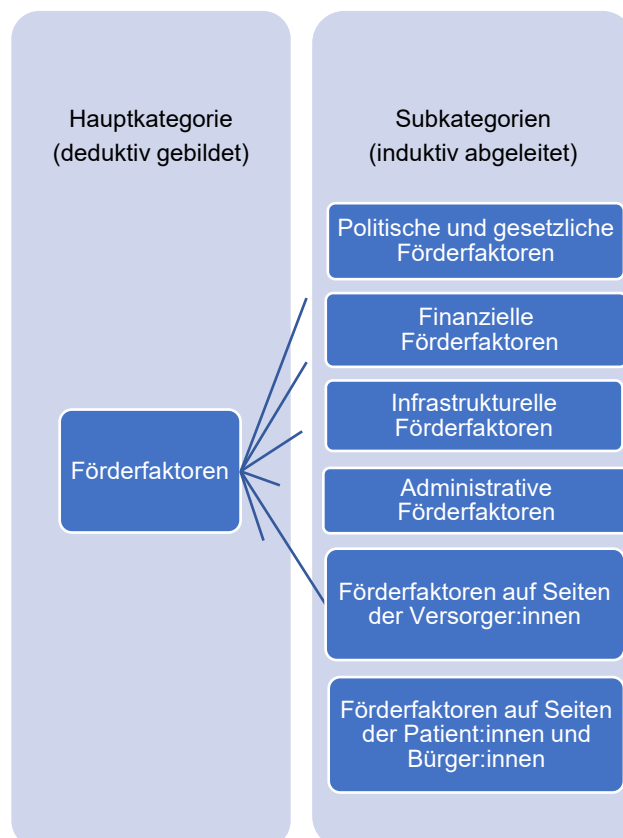 Hauptkategorie
(deduktiv gebildet)
Förderfaktoren
Subkategorien
(induktiv abgeleitet)
Politische und gesetzliche
Förderfaktoren
Finanzielle
Förderfaktoren
Infrastrukturelle
Förderfaktoren
Administrative
Förderfaktoren
Förderfaktoren auf Seiten
der Versorger:innen
Förderfaktoren auf Seiten
der Patient:innen und
Bürger:innen